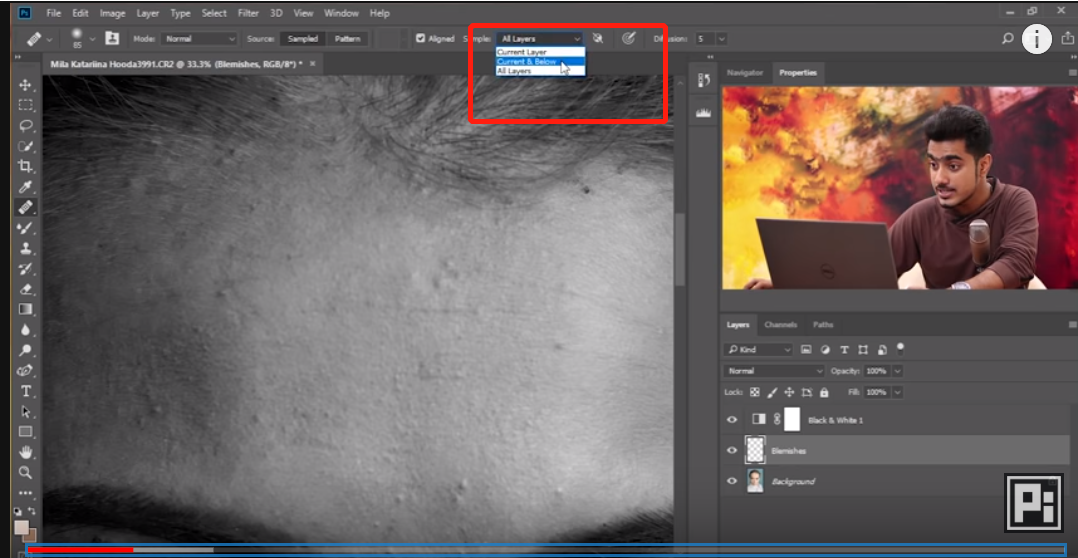 Ps File Edit Image Layer Type Select Filter 3D View Window Help
85 Mode: Normal Source: Sampled Pattern Aligned Sample: All Layers Diffusion: 5
Current Layer
Current & Below
All Layers
Mila Katariina Hooda3991.CR2 @ 33.3% (Blemishes, RGB/8*) * ×
Navigator Properties
i
DELL
Layers Channels Paths
Kind
Normal Opacity: 100%
Lock: Fill: 100%
Black & White 1
Blemishes
Background
Pi